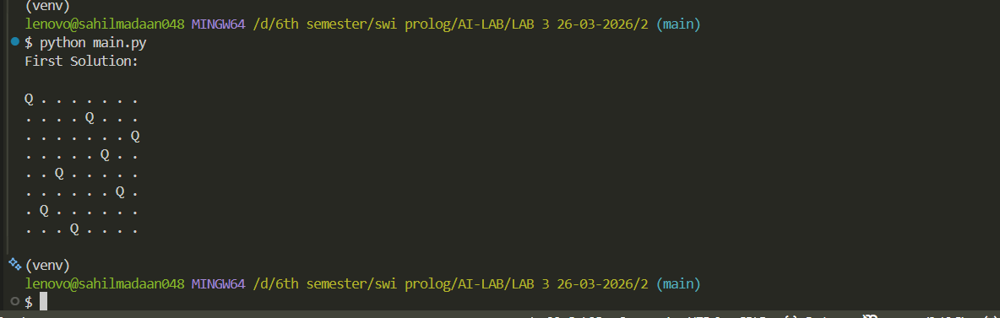 (venv)
lenovo@sahilmadaan048 MINGW64 /d/6th semester/swi prolog/AI-LAB/LAB 3 26-03-2026/2 (main)
$ python main.py
First Solution:
Q . . . . . . .
. . . . Q . . .
. . . . . . . Q
. . . . . Q . .
. . Q . . . . .
. . . . . . Q .
. Q . . . . . .
. . . Q . . . .
(venv)
lenovo@sahilmadaan048 MINGW64 /d/6th semester/swi prolog/AI-LAB/LAB 3 26-03-2026/2 (main)
$